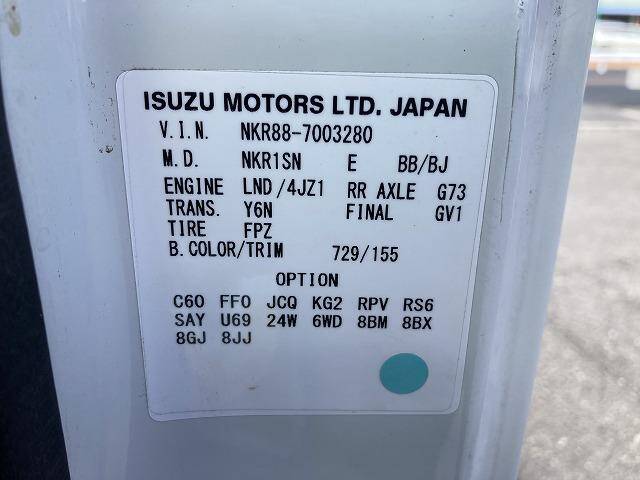 ISUZU MOTORS LTD. JAPAN
V.I.N. NKR88-7003280
M.D. NKR1SN E BB/BJ
ENGINE LND/4JZ1 RR AXLE G73
TRANS. Y6N FINAL GV1
TIRE FPZ
B.COLOR/TRIM 729/155
OPTION
C60 FF0 JCQ KG2 RPV RS6
SAY U69 24W 6WD 8BM 8BX
8GJ 8JJ